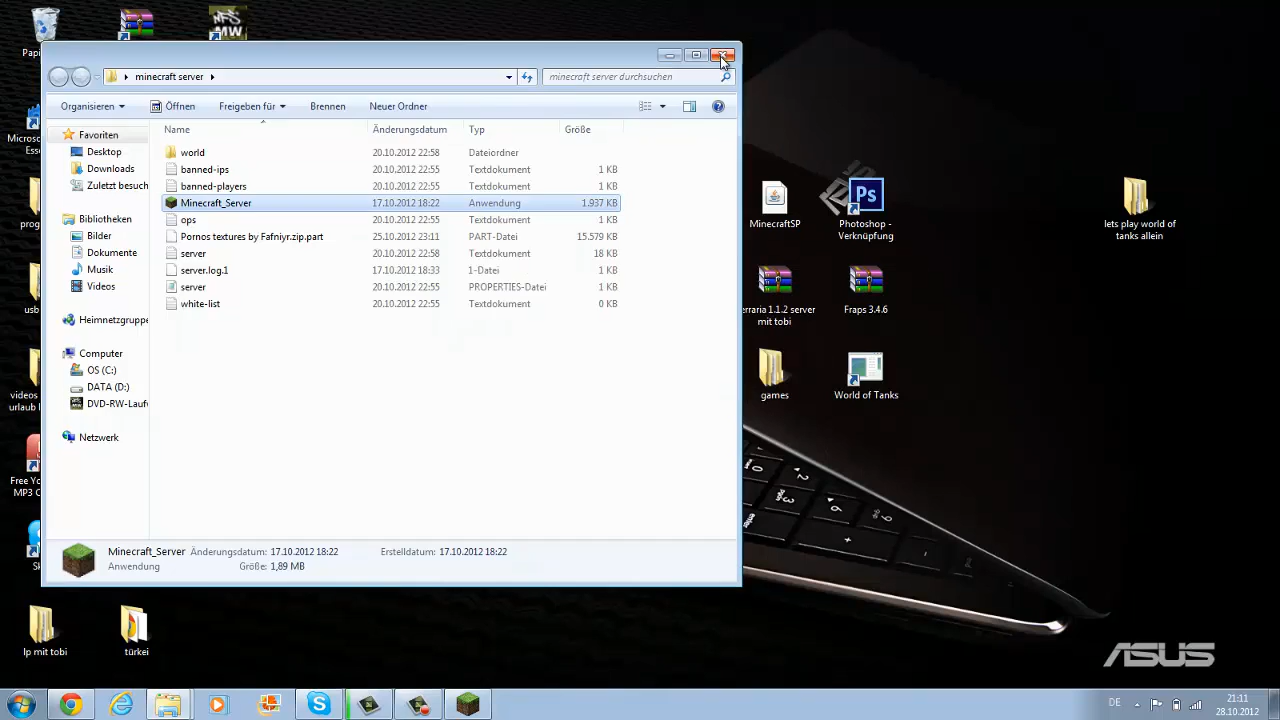 Papi
NFS
MW
minecraft server
minecraft server durchsuchen
Organisieren
Öffnen
Freigeben für
Brennen
Neuer Ordner
Name
Änderungsdatum
Typ
Größe
world
20.10.2012 22:58
Dateiordner
banned-ips
20.10.2012 22:55
Textdokument
1 KB
banned-players
20.10.2012 22:55
Textdokument
1 KB
Minecraft_Server
17.10.2012 18:22
Anwendung
1.937 KB
ops
20.10.2012 22:55
Textdokument
1 KB
Pornos textures by Fafniyr.zip.part
25.10.2012 23:11
PART-Datei
15.579 KB
server
20.10.2012 22:58
Textdokument
18 KB
server.log.1
17.10.2012 18:33
1-Datei
1 KB
server
20.10.2012 22:55
PROPERTIES-Datei
1 KB
white-list
20.10.2012 22:55
Textdokument
0 KB
Favoriten
Desktop
Downloads
Zuletzt besuch
Bibliotheken
Bilder
Dokumente
Musik
Videos
Heimnetzgruppe
Computer
OS (C:)
DATA (D:)
DVD-RW-Laufw
Netzwerk
Minecraft_Server
Änderungsdatum: 17.10.2012 18:22
Erstelldatum: 17.10.2012 18:22
Anwendung
Größe: 1,89 MB
Micros
Esse
prog
usb
videos
urlaub
Free Yo
MP3 C
Sk
lp mit tobi
türkei
MinecraftSP
Ps
Photoshop -
Verknüpfung
lets play world of
tanks allein
erraria 1.1.2 server
mit tobi
Fraps 3.4.6
games
World of Tanks
ASUS
DE
21:11
28.10.2012